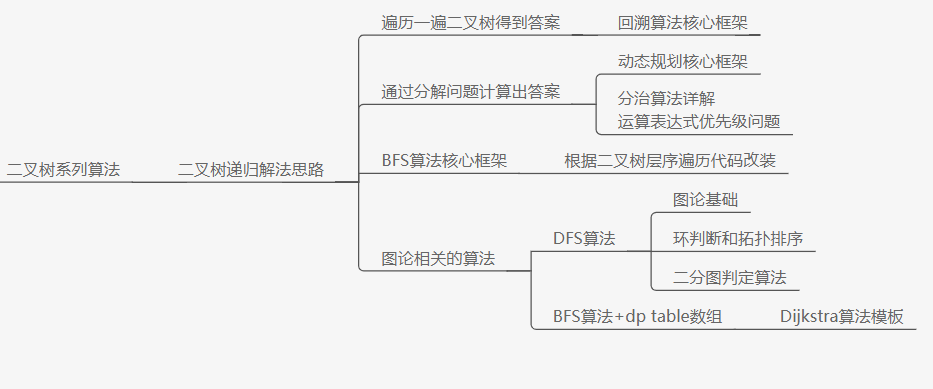 遍历一遍二叉树得到答案
回溯算法核心框架
动态规划核心框架
通过分解问题计算出答案
分治算法详解
运算表达式优先级问题
二叉树系列算法
二叉树递归解法思路
BFS算法核心框架
根据二叉树层序遍历代码改装
图论基础
DFS算法
环判断和拓扑排序
图论相关的算法
二分图判定算法
BFS算法+dp table数组
Dijkstra算法模板